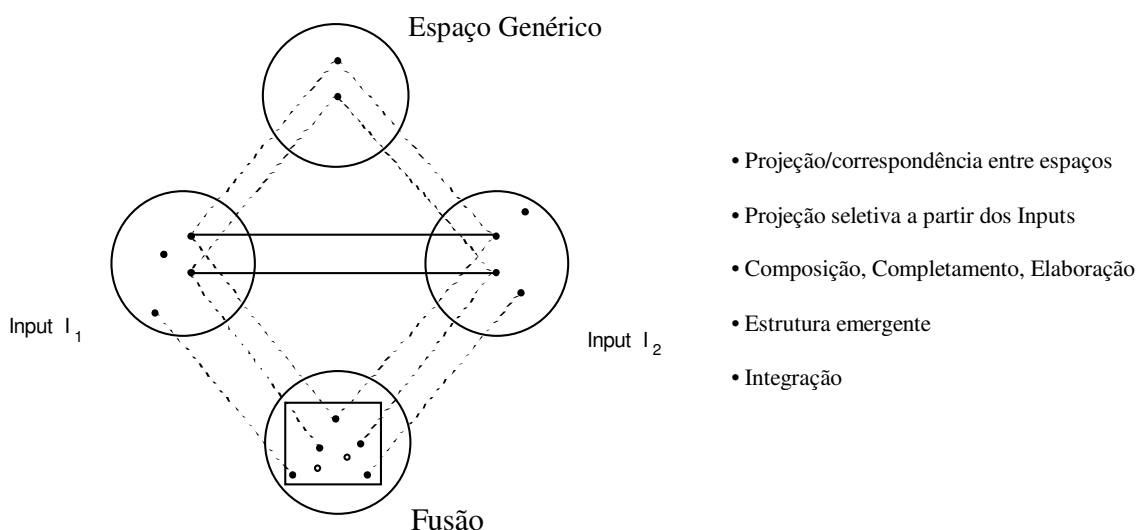 Espaço Genérico
• Projeção/correspondência entre espaços
• Projeção seletiva a partir dos Inputs
• Composição, Completamento, Elaboração
• Estrutura emergente
• Integração
Input I1
Input I2
Fusão